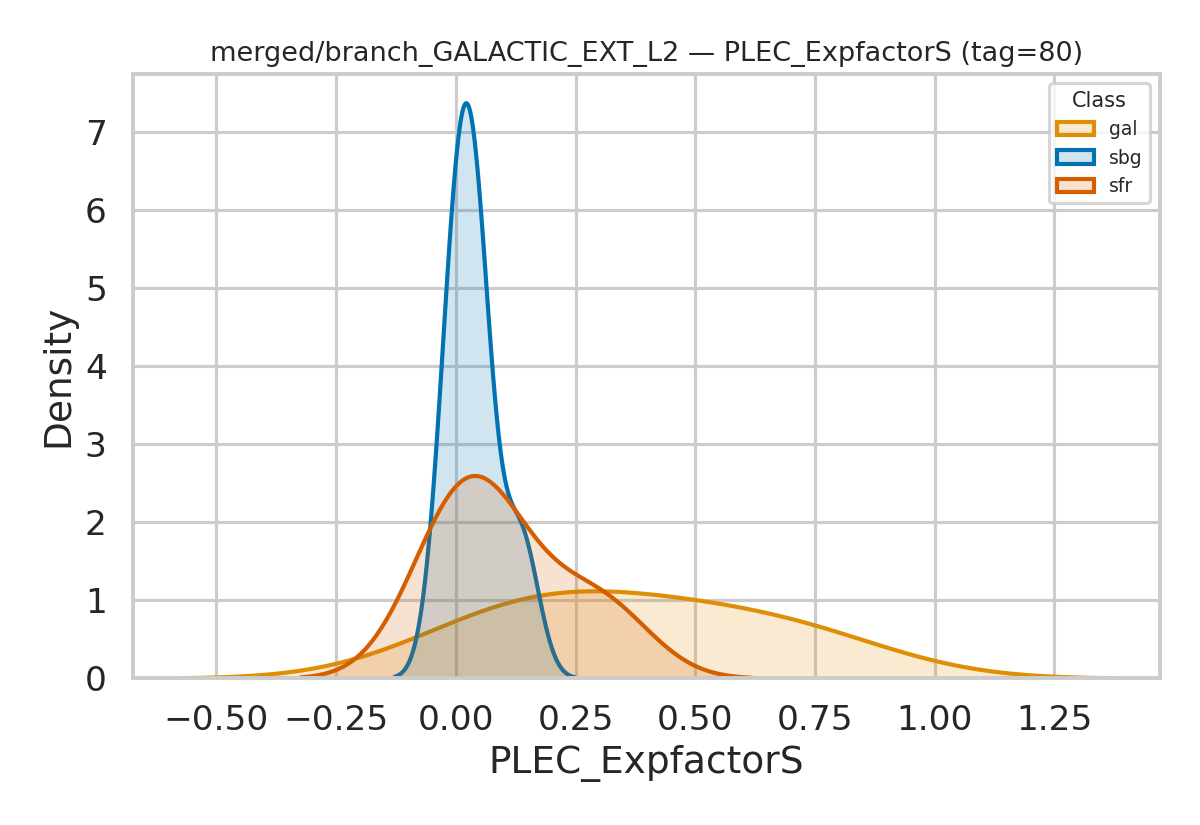 merged/branch_GALACTIC_EXT_L2 — PLEC_ExpfactorS (tag=80)
Class
gal
sbg
sfr
Density
7
6
5
4
3
2
1
0
−0.50 −0.25 0.00 0.25 0.50 0.75 1.00 1.25
PLEC_ExpfactorS